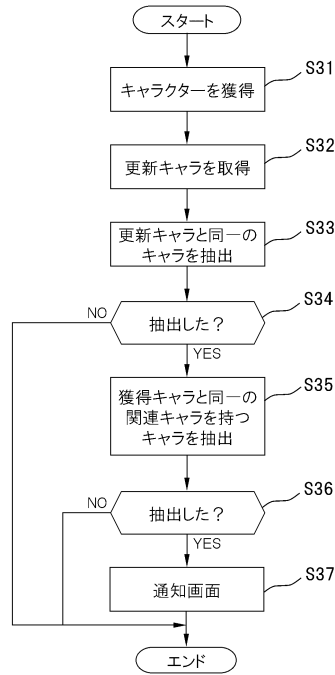 スタート
S31
キャラクターを獲得
S32
更新キャラを取得
S33
更新キャラと同一の
キャラを抽出
S34
NO
抽出した？
YES
S35
獲得キャラと同一の
関連キャラを持つ
キャラを抽出
S36
NO
抽出した？
YES
S37
通知画面
エンド